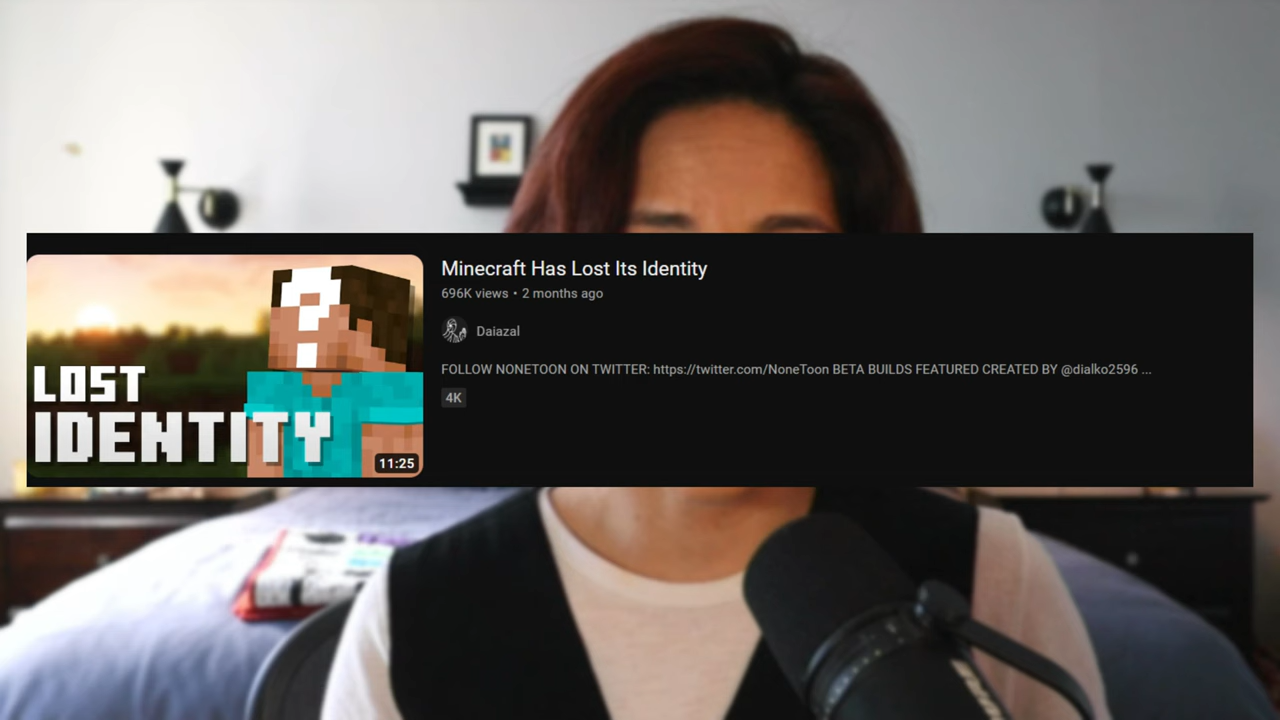 Minecraft Has Lost Its Identity
696K views • 2 months ago
Daiazal
FOLLOW NONETOON ON TWITTER: https://twitter.com/NoneToon BETA BUILDS FEATURED CREATED BY @dialko2596 ...
4K
LOST
IDENTITY
11:25